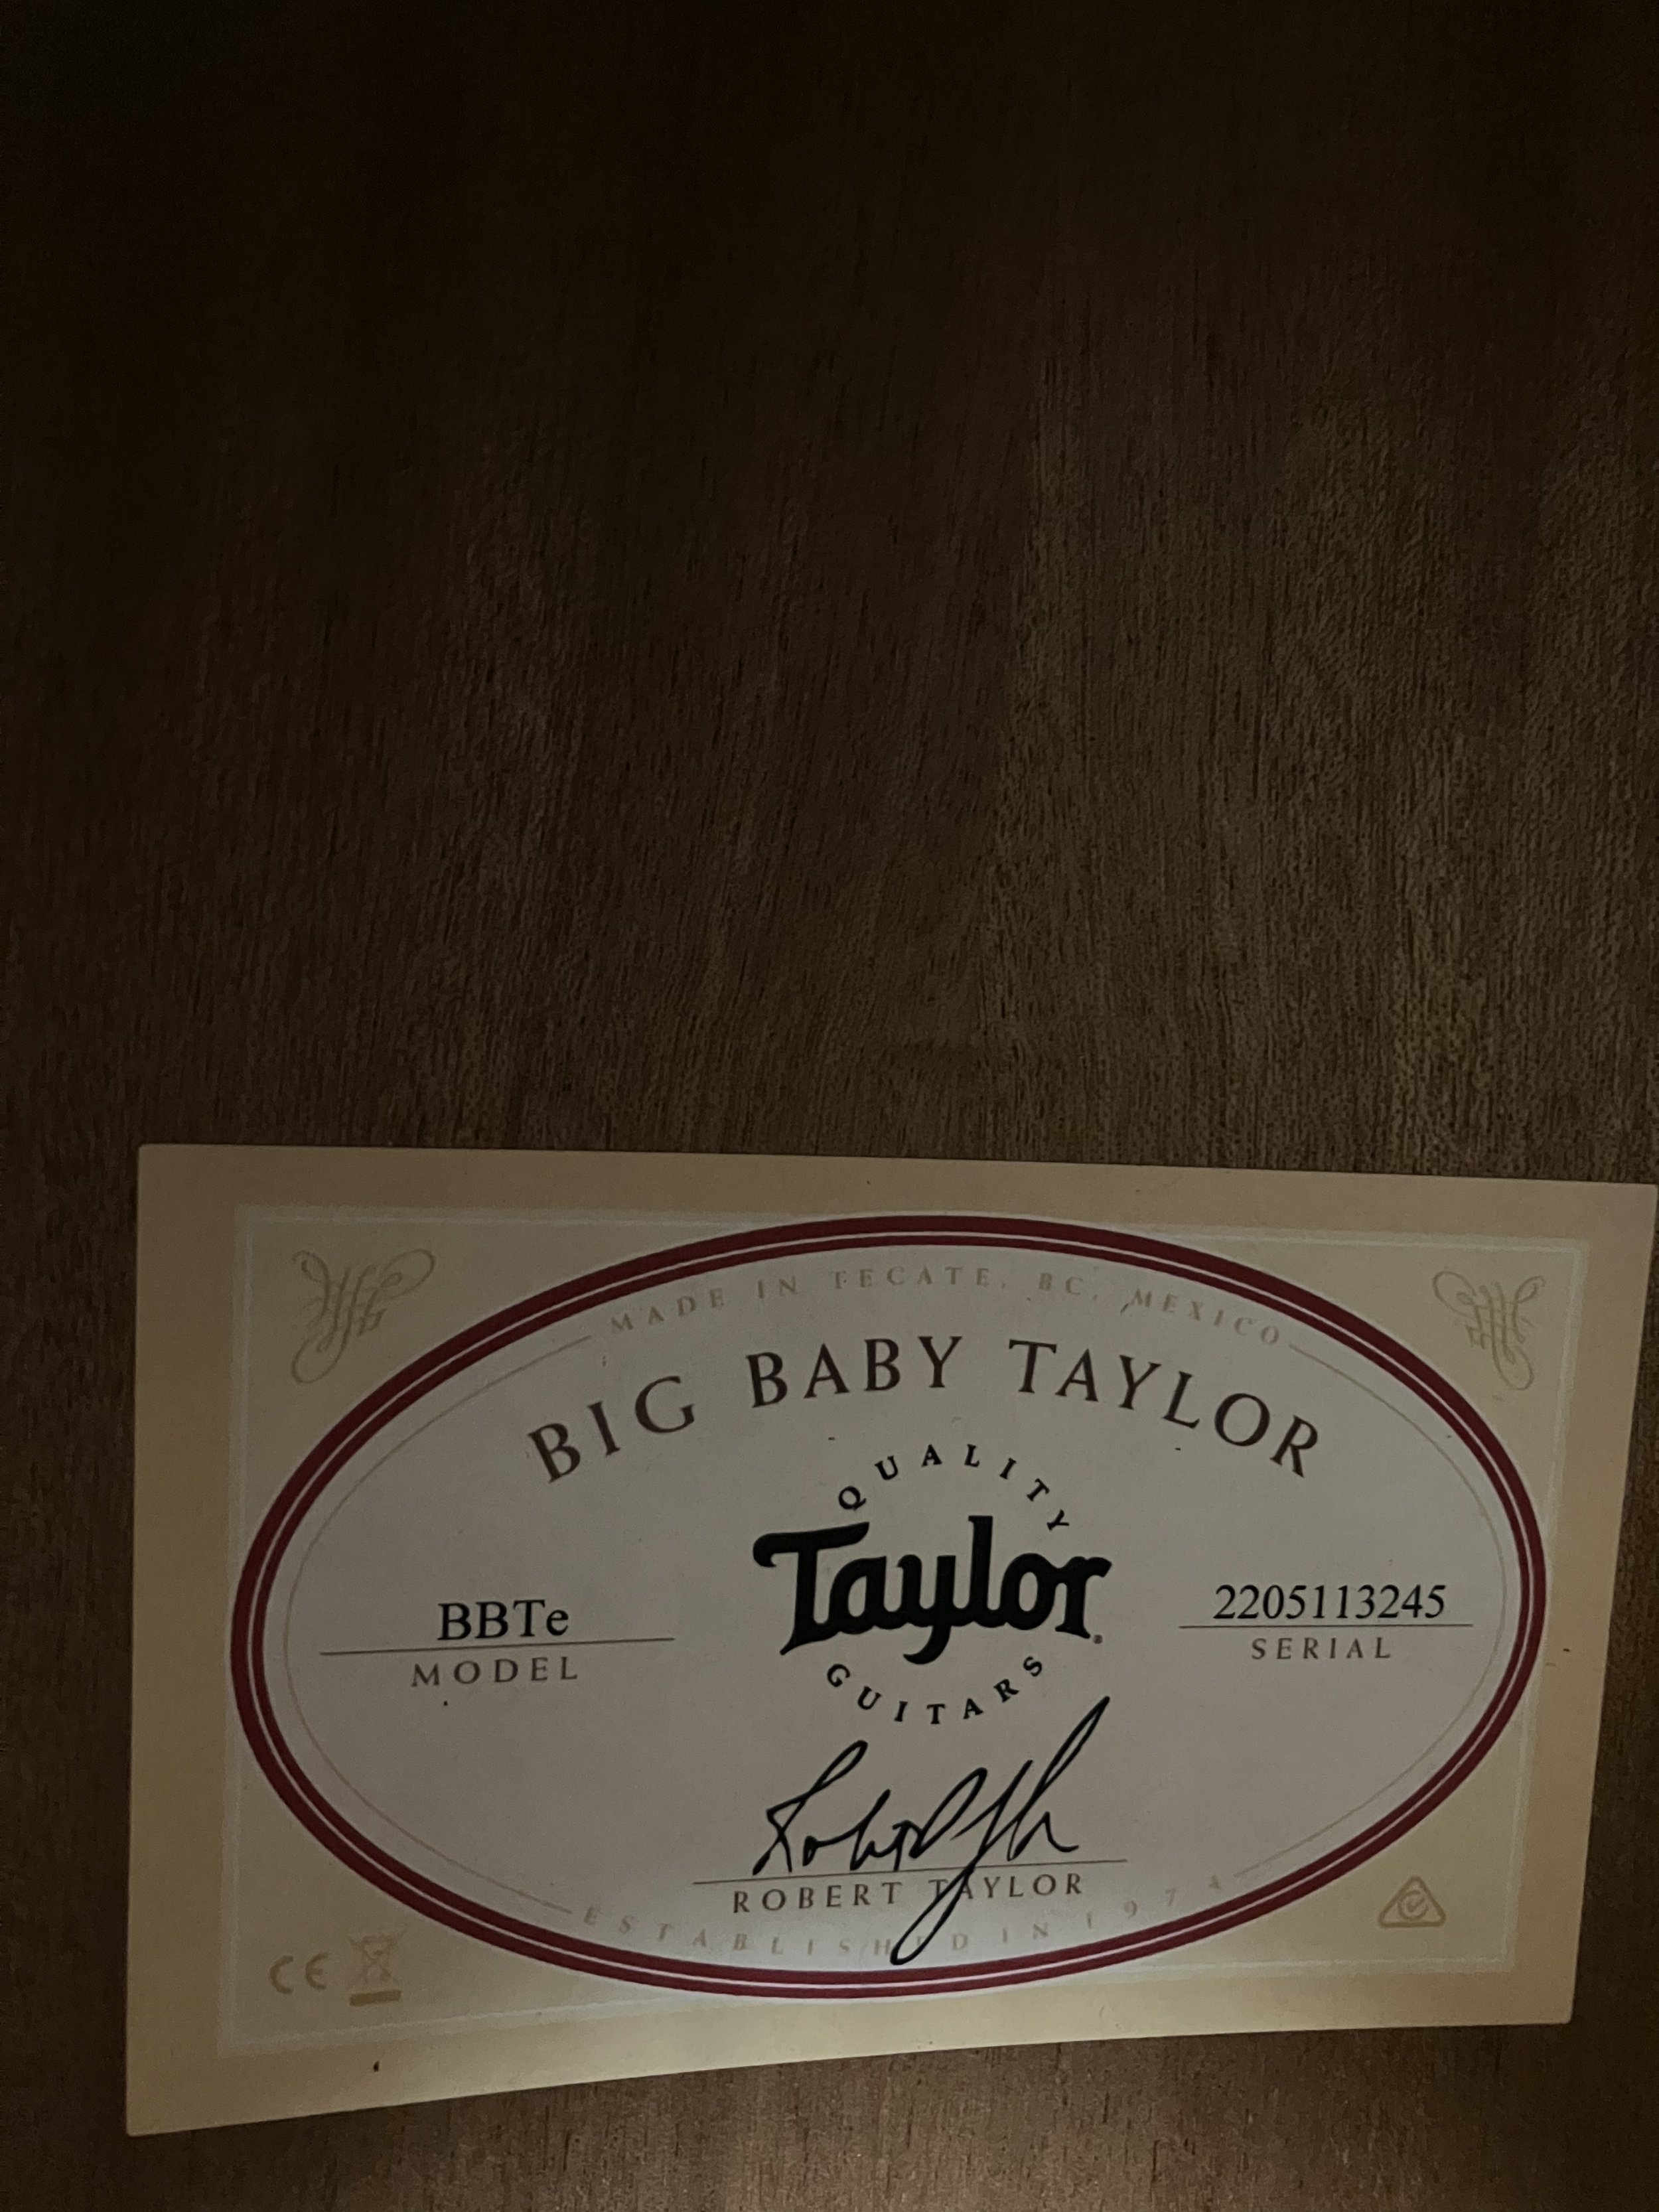 MADE IN TECATE, BC, MEXICO
BIG BABY TAYLOR
QUALITY
Taylor
GUITARS
BBTe
MODEL
2205113245
SERIAL
ROBERT TAYLOR
ESTABLISHED IN 1974
CE